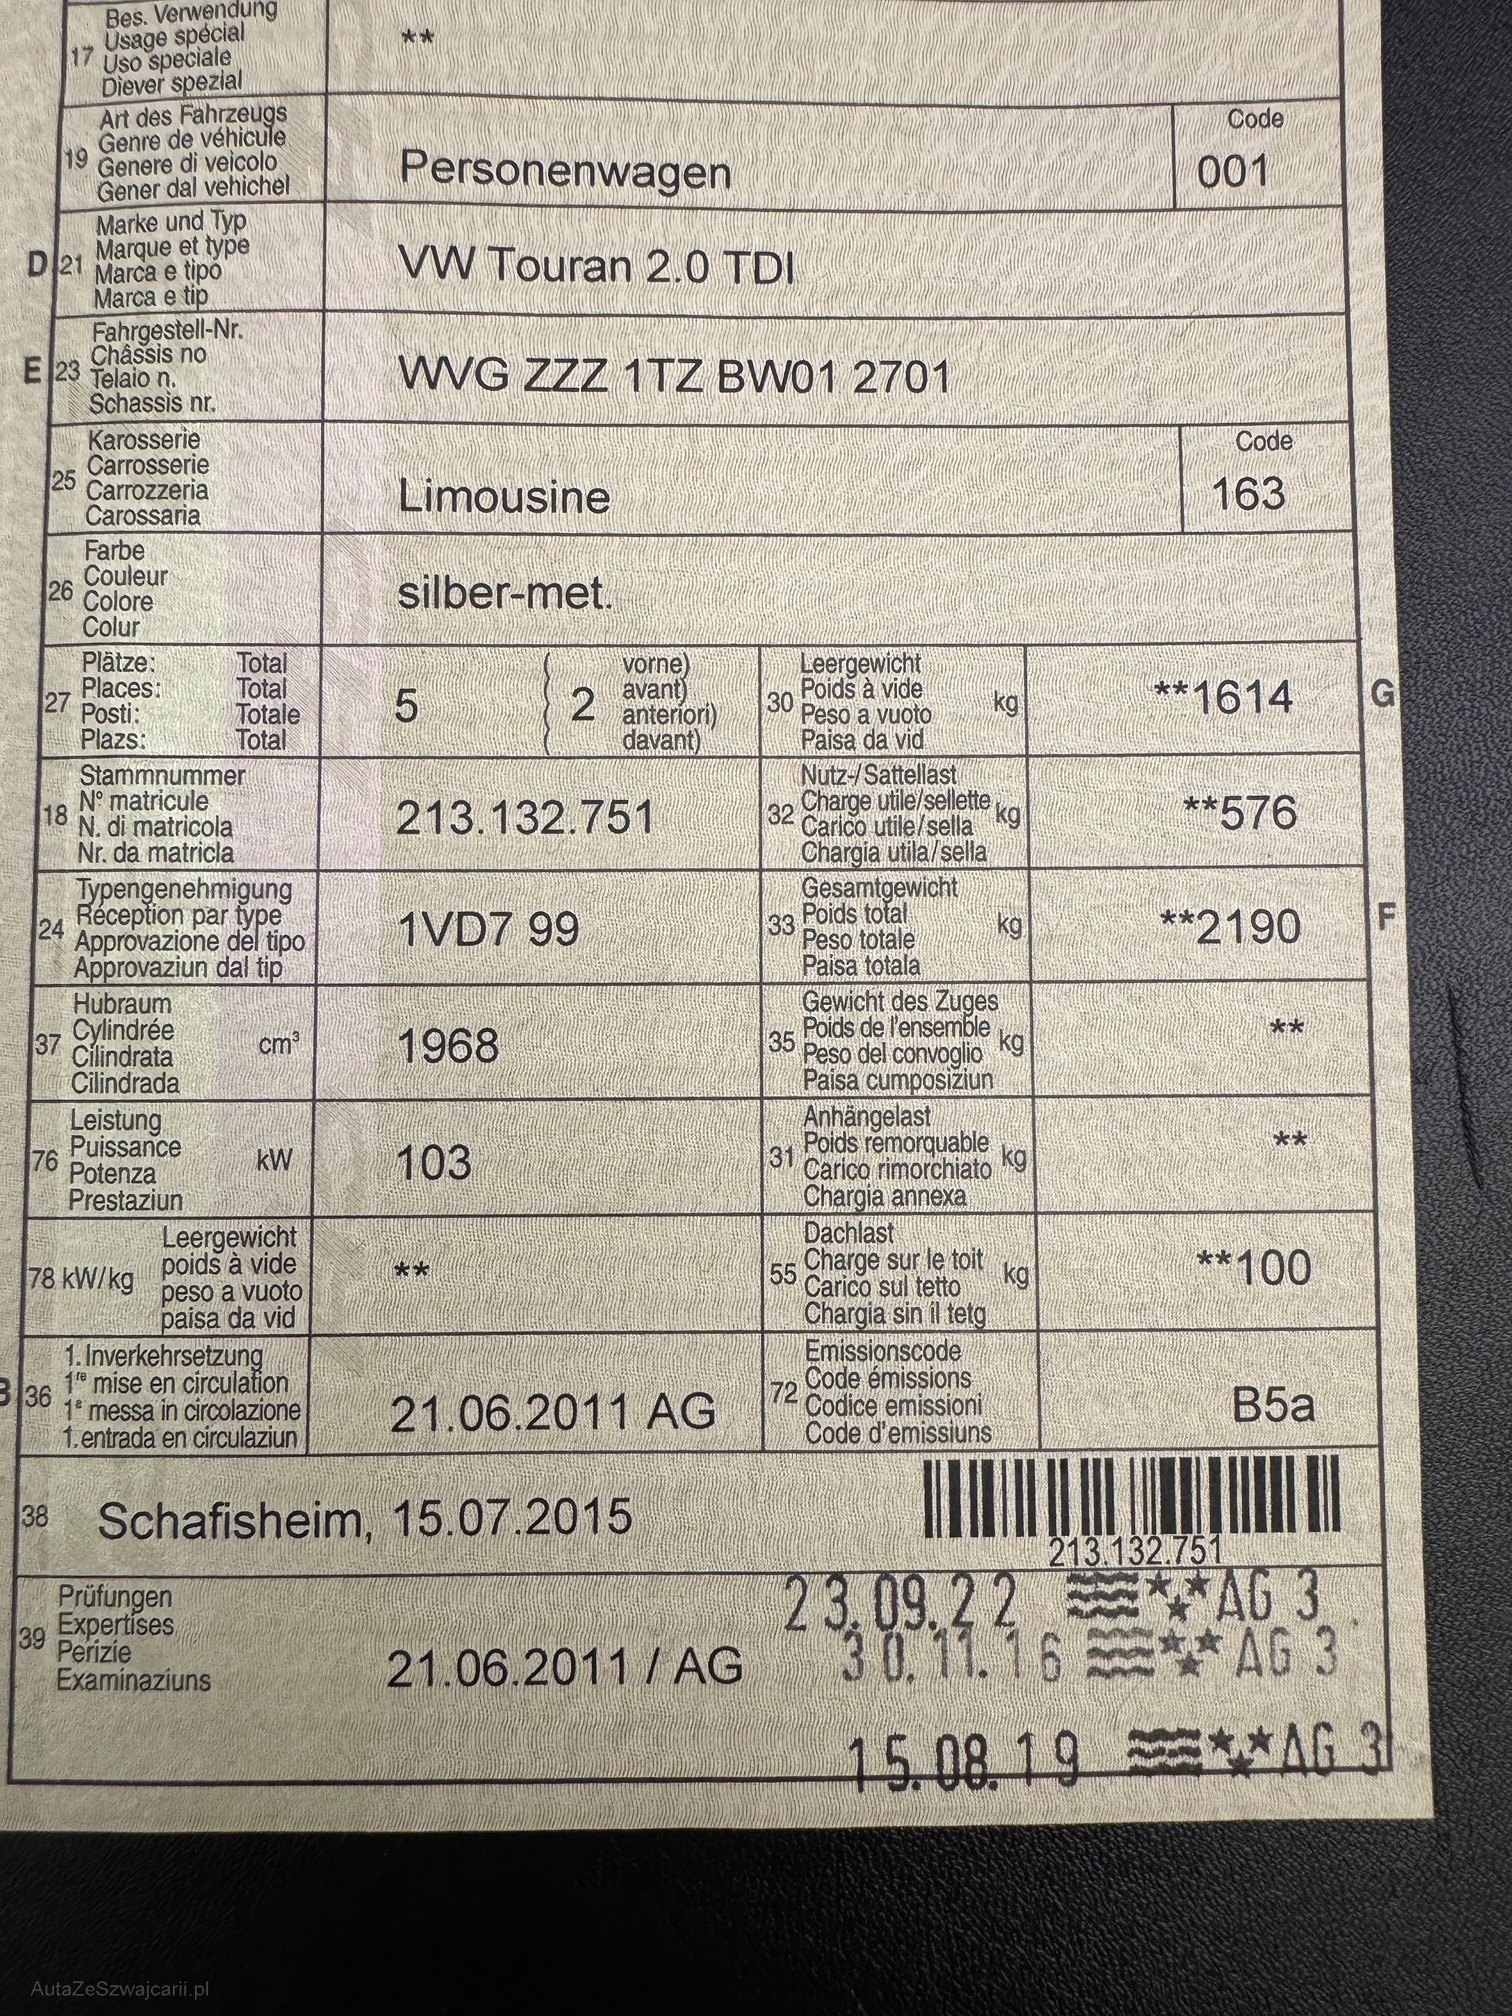 Bes. Verwendung
17 Usage spécial **
Uso speciale
Diever spezial
Art des Fahrzeugs Code
19 Genre de véhicule Personenwagen 001
Genere di veicolo
Gener dal vehichel
Marke und Typ
D 21 Marque et type VW Touran 2.0 TDI
Marca e tipo
Marca e tip
Fahrgestell-Nr.
E 23 Châssis no WVG ZZZ 1TZ BW01 2701
Telaio n.
Schassis nr.
Karosserie Code
25 Carrosserie Limousine 163
Carrozzeria
Carossaria
Farbe
26 Couleur silber-met.
Colore
Colur
Plätze: Total vorne) Leergewicht
27 Places: Total 5 ( 2 avant) 30 Poids à vide kg **1614 G
Posti: Totale anteriori) Peso a vuoto
Plazs: Total davant) Paisa da vid
Stammnummer Nutz-/Sattellast
18 N° matricule 213.132.751 32 Charge utile/sellette kg **576
N. di matricola Carico utile/sella
Nr. da matricla Chargia utila/sella
Typengenehmigung Gesamtgewicht
24 Réception par type 1VD7 99 33 Poids total kg **2190 F
Approvazione del tipo Peso totale
Approvaziun dal tip Paisa totala
Hubraum Gewicht des Zuges
37 Cylindrée cm³ 1968 35 Poids de l'ensemble kg **
Cilindrata Peso del convoglio
Cilindrada Paisa cumposiziun
Leistung Anhängelast
76 Puissance kW 103 31 Poids remorquable kg **
Potenza Carico rimorchiato
Prestaziun Chargia annexa
Leergewicht Dachlast
78 kW/kg poids à vide ** 55 Charge sur le toit kg **100
peso a vuoto Carico sul tetto
paisa da vid Chargia sin il tetg
1. Inverkehrsetzung Emissionscode
B 36 1re mise en circulation 21.06.2011 AG 72 Code émissions B5a
1a messa in circolazione Codice emissioni
1. entrada en circulaziun Code d'emissiuns
38 Schafisheim, 15.07.2015
213.132.751
Prüfungen 23.09.22 AG 3
39 Expertises 30.11.16 AG 3
Perizie 21.06.2011 / AG
Examinaziuns
15.08.19 AG 3
AutaZeSzwajcarii.pl